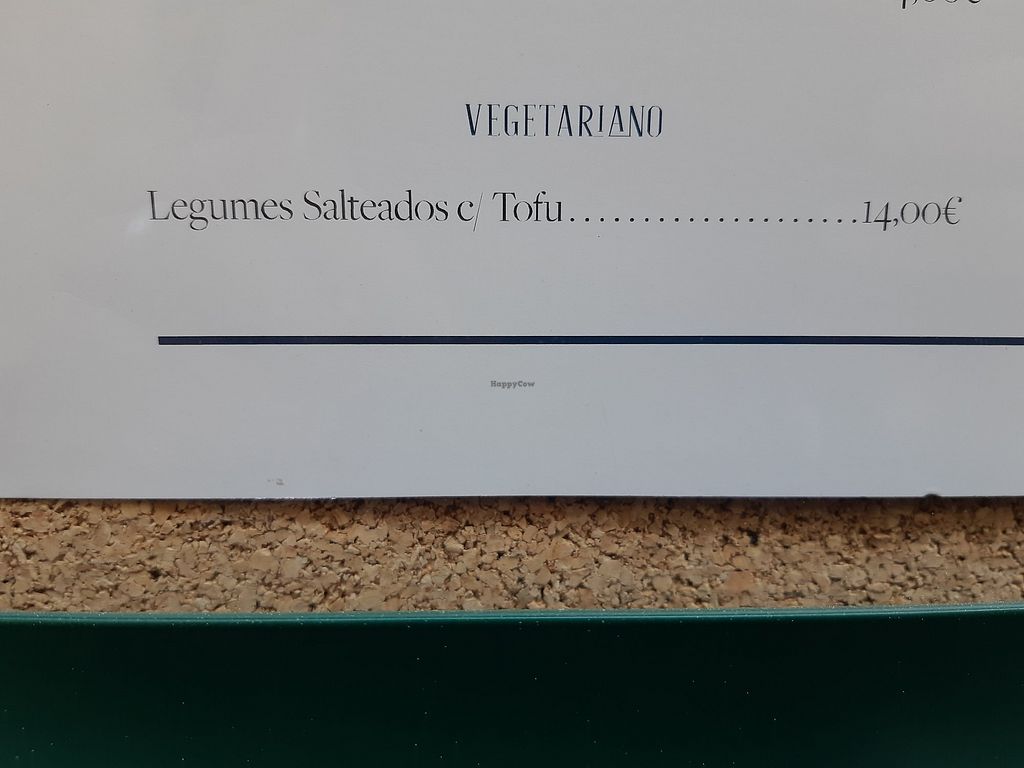 VEGETARIANO
Legumes Salteados c/ Tofu....................14,00€
HappyCow